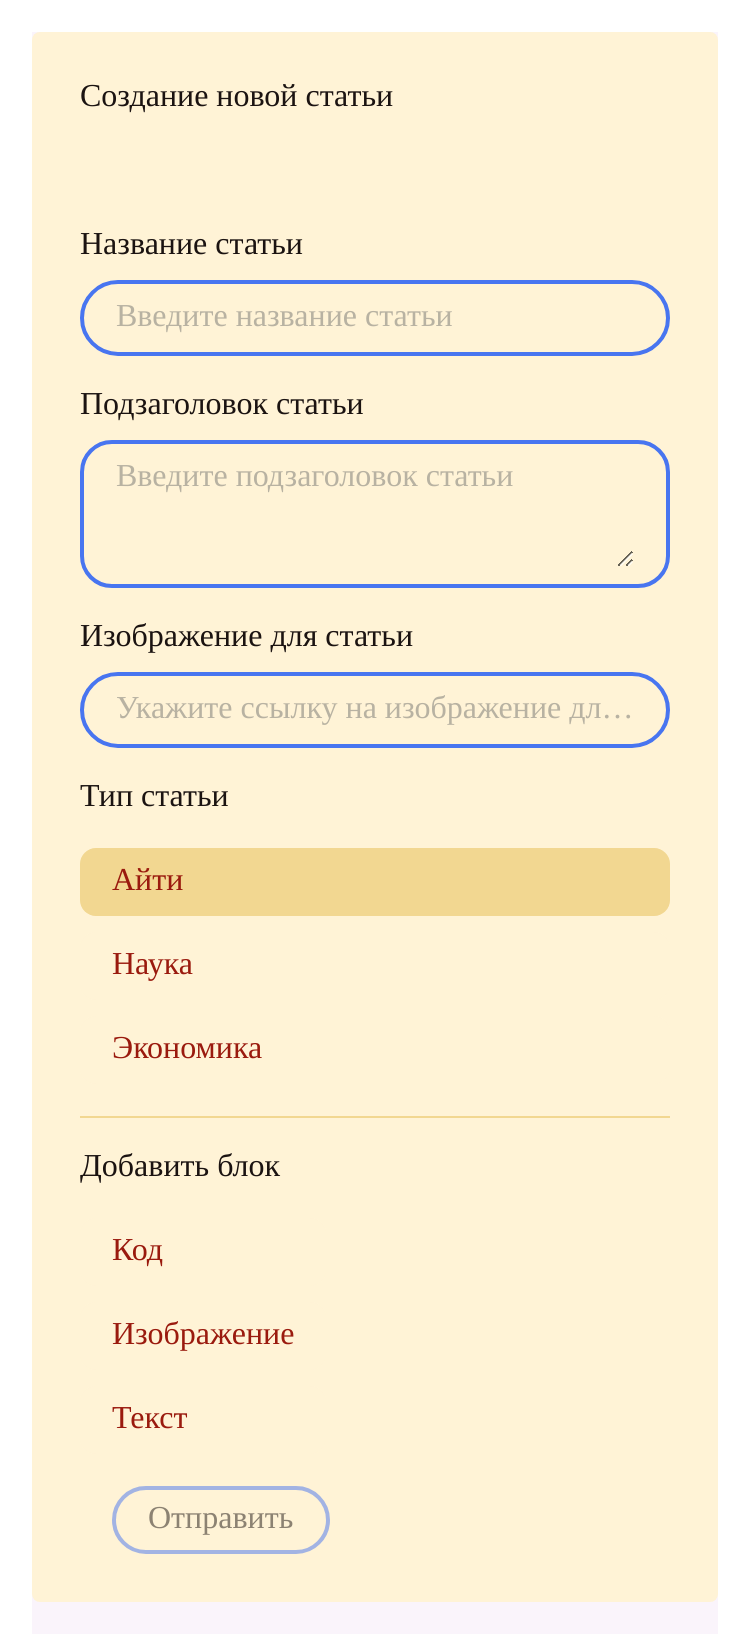 Создание новой статьи
Название статьи
Введите название статьи
Подзаголовок статьи
Введите подзаголовок статьи
Изображение для статьи
Укажите ссылку на изображение дл…
Тип статьи
Айти
Наука
Экономика
Добавить блок
Код
Изображение
Текст
Отправить